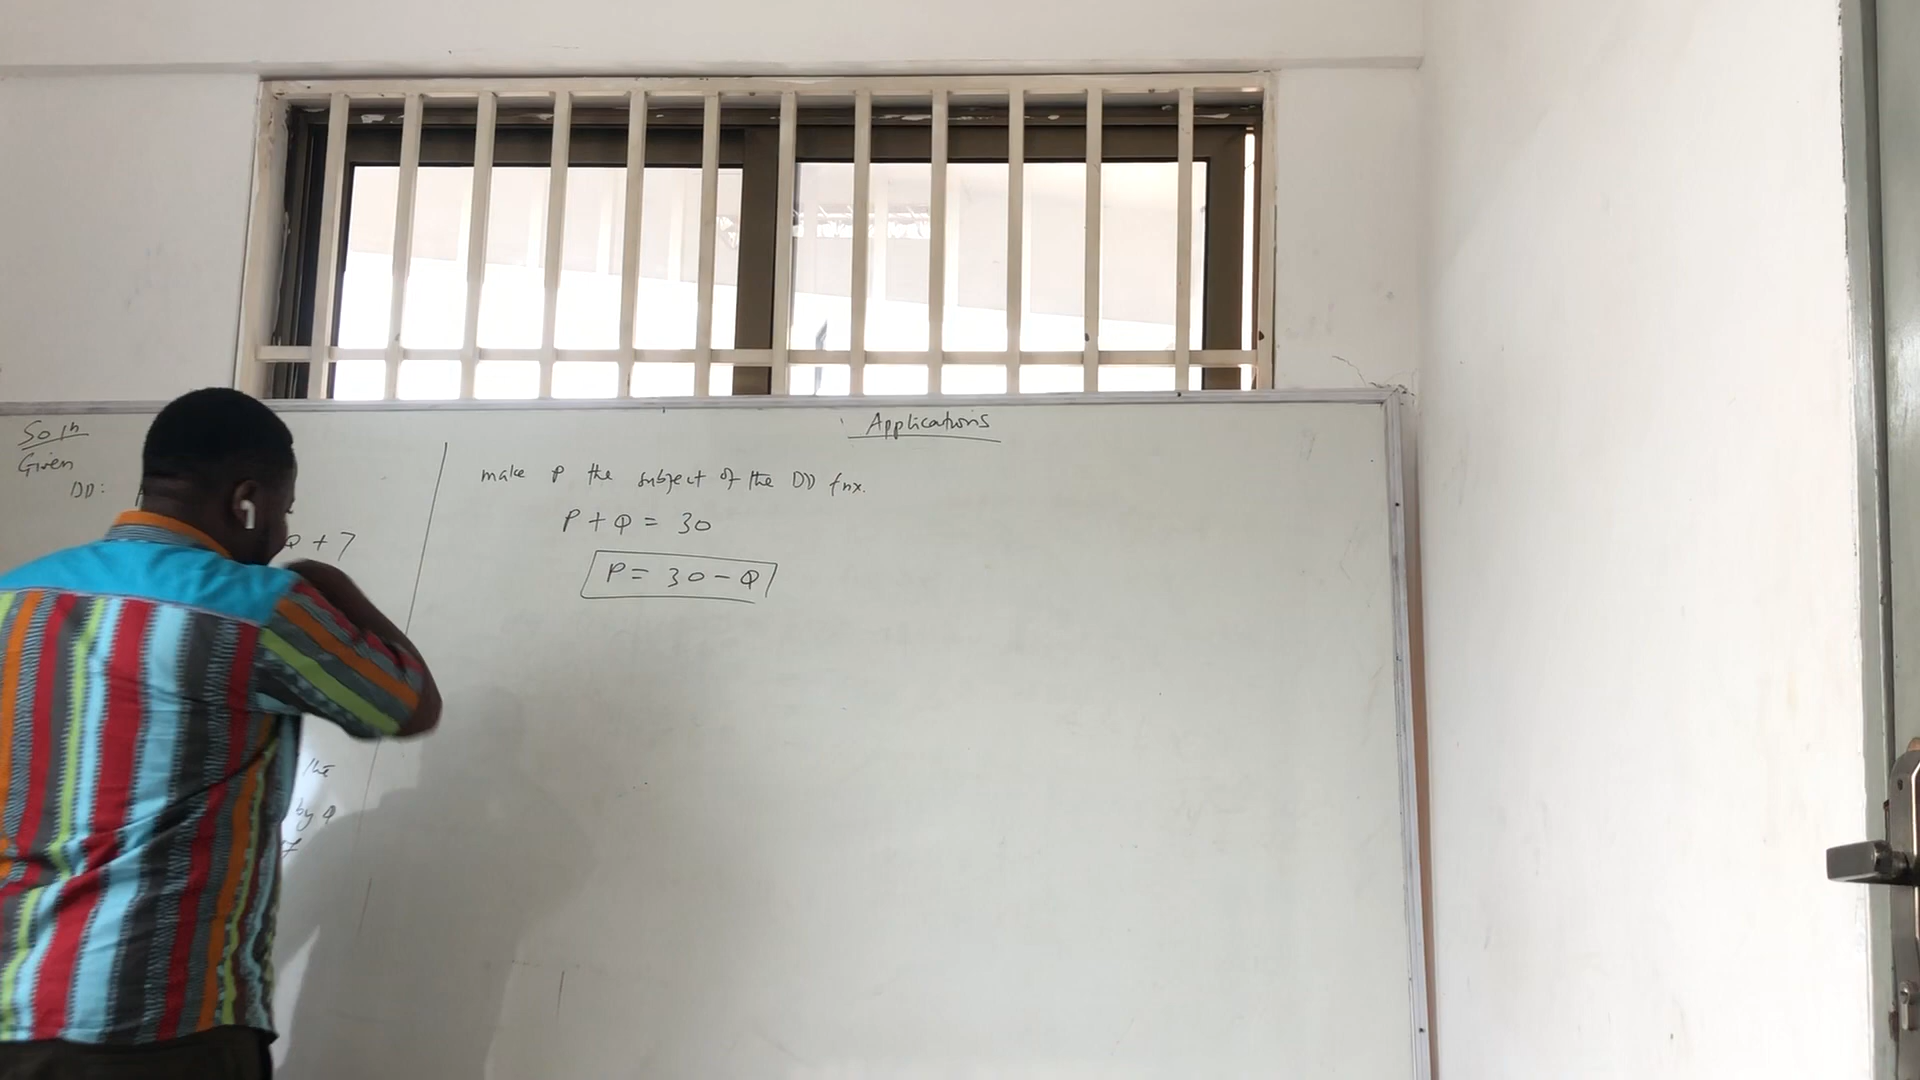 Applications
Soln
Given
DD:
Q + 7
the
by Q
make P the subject of the DD fnx.
P + Q = 30
P = 30 - Q